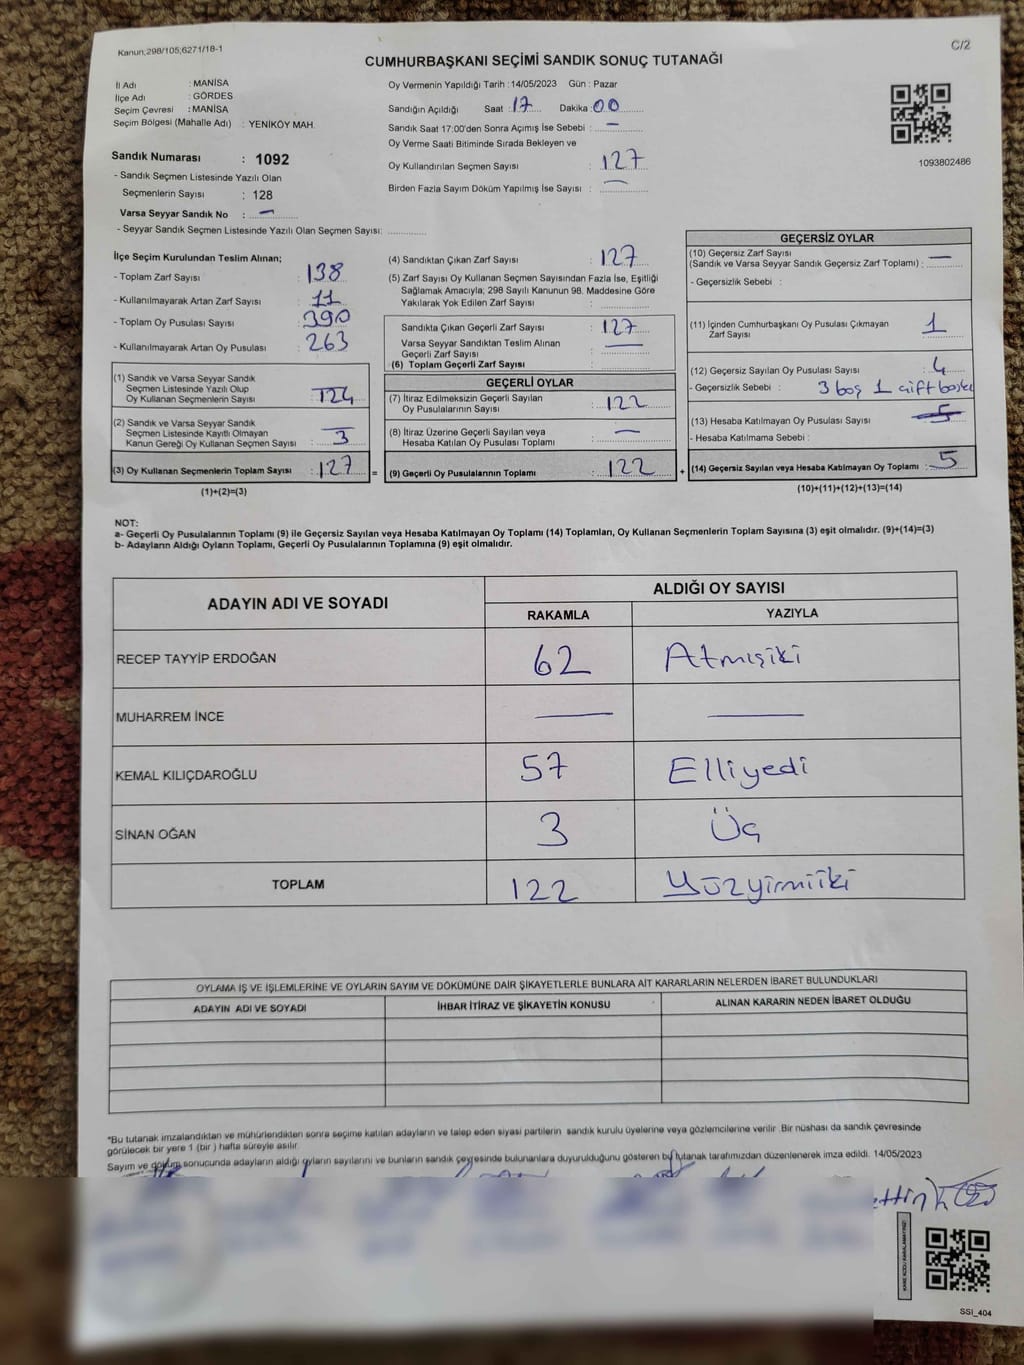 Kanun;298/105;6271/18-1
C/2
CUMHURBAŞKANI SEÇİMİ SANDIK SONUÇ TUTANAĞI
İl Adı : MANİSA
İlçe Adı : GÖRDES
Seçim Çevresi : MANİSA
Seçim Bölgesi (Mahalle Adı) : YENİKÖY MAH.
Sandık Numarası : 1092
- Sandık Seçmen Listesinde Yazılı Olan
Seçmenlerin Sayısı : 128
Varsa Seyyar Sandık No : —
- Seyyar Sandık Seçmen Listesinde Yazılı Olan Seçmen Sayısı: ..............
Oy Vermenin Yapıldığı Tarih : 14/05/2023 Gün : Pazar
Sandığın Açıldığı Saat : 17 Dakika : 00
Sandık Saat 17:00'den Sonra Açımış İse Sebebi : —
Oy Verme Saati Bitiminde Sırada Bekleyen ve
Oy Kullandırılan Seçmen Sayısı : 127
Birden Fazla Sayım Döküm Yapılmış İse Sayısı : —
1093802486
İlçe Seçim Kurulundan Teslim Alınan;
- Toplam Zarf Sayısı : 138
- Kullanılmayarak Artan Zarf Sayısı : 11
- Toplam Oy Pusulası Sayısı : 390
- Kullanılmayarak Artan Oy Pusulası : 263
(1) Sandık ve Varsa Seyyar Sandık
Seçmen Listesinde Yazılı Olup
Oy Kullanan Seçmenlerin Sayısı : 124
(2) Sandık ve Varsa Seyyar Sandık
Seçmen Listesinde Kayıtlı Olmayan
Kanun Gereği Oy Kullanan Seçmen Sayısı : 3
(3) Oy Kullanan Seçmenlerin Toplam Sayısı : 127 =
(1)+(2)=(3)
(4) Sandıktan Çıkan Zarf Sayısı : 127
(5) Zarf Sayısı Oy Kullanan Seçmen Sayısından Fazla İse, Eşitliği
Sağlamak Amacıyla; 298 Sayılı Kanunun 98. Maddesine Göre
Yakılarak Yok Edilen Zarf Sayısı :
Sandıkta Çıkan Geçerli Zarf Sayısı : 127
Varsa Seyyar Sandıktan Teslim Alınan
Geçerli Zarf Sayısı : —
(6) Toplam Geçerli Zarf Sayısı :
GEÇERLİ OYLAR
(7) İtiraz Edilmeksizin Geçerli Sayılan
Oy Pusulalarının Sayısı : 122
(8) İtiraz Üzerine Geçerli Sayılan veya
Hesaba Katılan Oy Pusulası Toplamı : —
(9) Geçerli Oy Pusulalarının Toplamı : 122 +
GEÇERSİZ OYLAR
(10) Geçersiz Zarf Sayısı
(Sandık ve Varsa Seyyar Sandık Geçersiz Zarf Toplamı) : —
- Geçersizlik Sebebi :
(11) İçinden Cumhurbaşkanı Oy Pusulası Çıkmayan
Zarf Sayısı : 1
(12) Geçersiz Sayılan Oy Pusulası Sayısı : 4
- Geçersizlik Sebebi : 3 boş 1 çift baskı
(13) Hesaba Katılmayan Oy Pusulası Sayısı : 5
- Hesaba Katılmama Sebebi :
(14) Geçersiz Sayılan veya Hesaba Katılmayan Oy Toplamı : 5
(10)+(11)+(12)+(13)=(14)
NOT:
a- Geçerli Oy Pusulalarının Toplamı (9) ile Geçersiz Sayılan veya Hesaba Katılmayan Oy Toplamı (14) Toplamları, Oy Kullanan Seçmenlerin Toplam Sayısına (3) eşit olmalıdır. (9)+(14)=(3)
b- Adayların Aldığı Oyların Toplamı, Geçerli Oy Pusulalarının Toplamına (9) eşit olmalıdır.
ADAYIN ADI VE SOYADI ALDIĞI OY SAYISI
RAKAMLA YAZIYLA
RECEP TAYYİP ERDOĞAN 62 Atmışiki
MUHARREM İNCE — —
KEMAL KILIÇDAROĞLU 57 Elliyedi
SİNAN OĞAN 3 Üç
TOPLAM 122 Yüzyirmiiki
OYLAMA İŞ VE İŞLEMLERİNE VE OYLARIN SAYIM VE DÖKÜMÜNE DAİR ŞİKAYETLERLE BUNLARA AİT KARARLARIN NELERDEN İBARET BULUNDUKLARI
ADAYIN ADI VE SOYADI İHBAR İTİRAZ VE ŞİKAYETİN KONUSU ALINAN KARARIN NEDEN İBARET OLDUĞU
*Bu tutanak imzalandıktan ve mühürlendikten sonra seçime katılan adayların ve talep eden siyasi partilerin sandık kurulu üyelerine veya gözlemcilerine verilir. Bir nüshası da sandık çevresinde
görülecek bir yere 1 (bir ) hafta süreyle asılır.
Sayım ve döküm sonucunda adayların aldığı oyların sayılarını ve bunların sandık çevresinde bulunanlara duyurulduğunu gösteren bu tutanak tarafımızdan düzenlenerek imza edildi. 14/05/2023
SSI_404